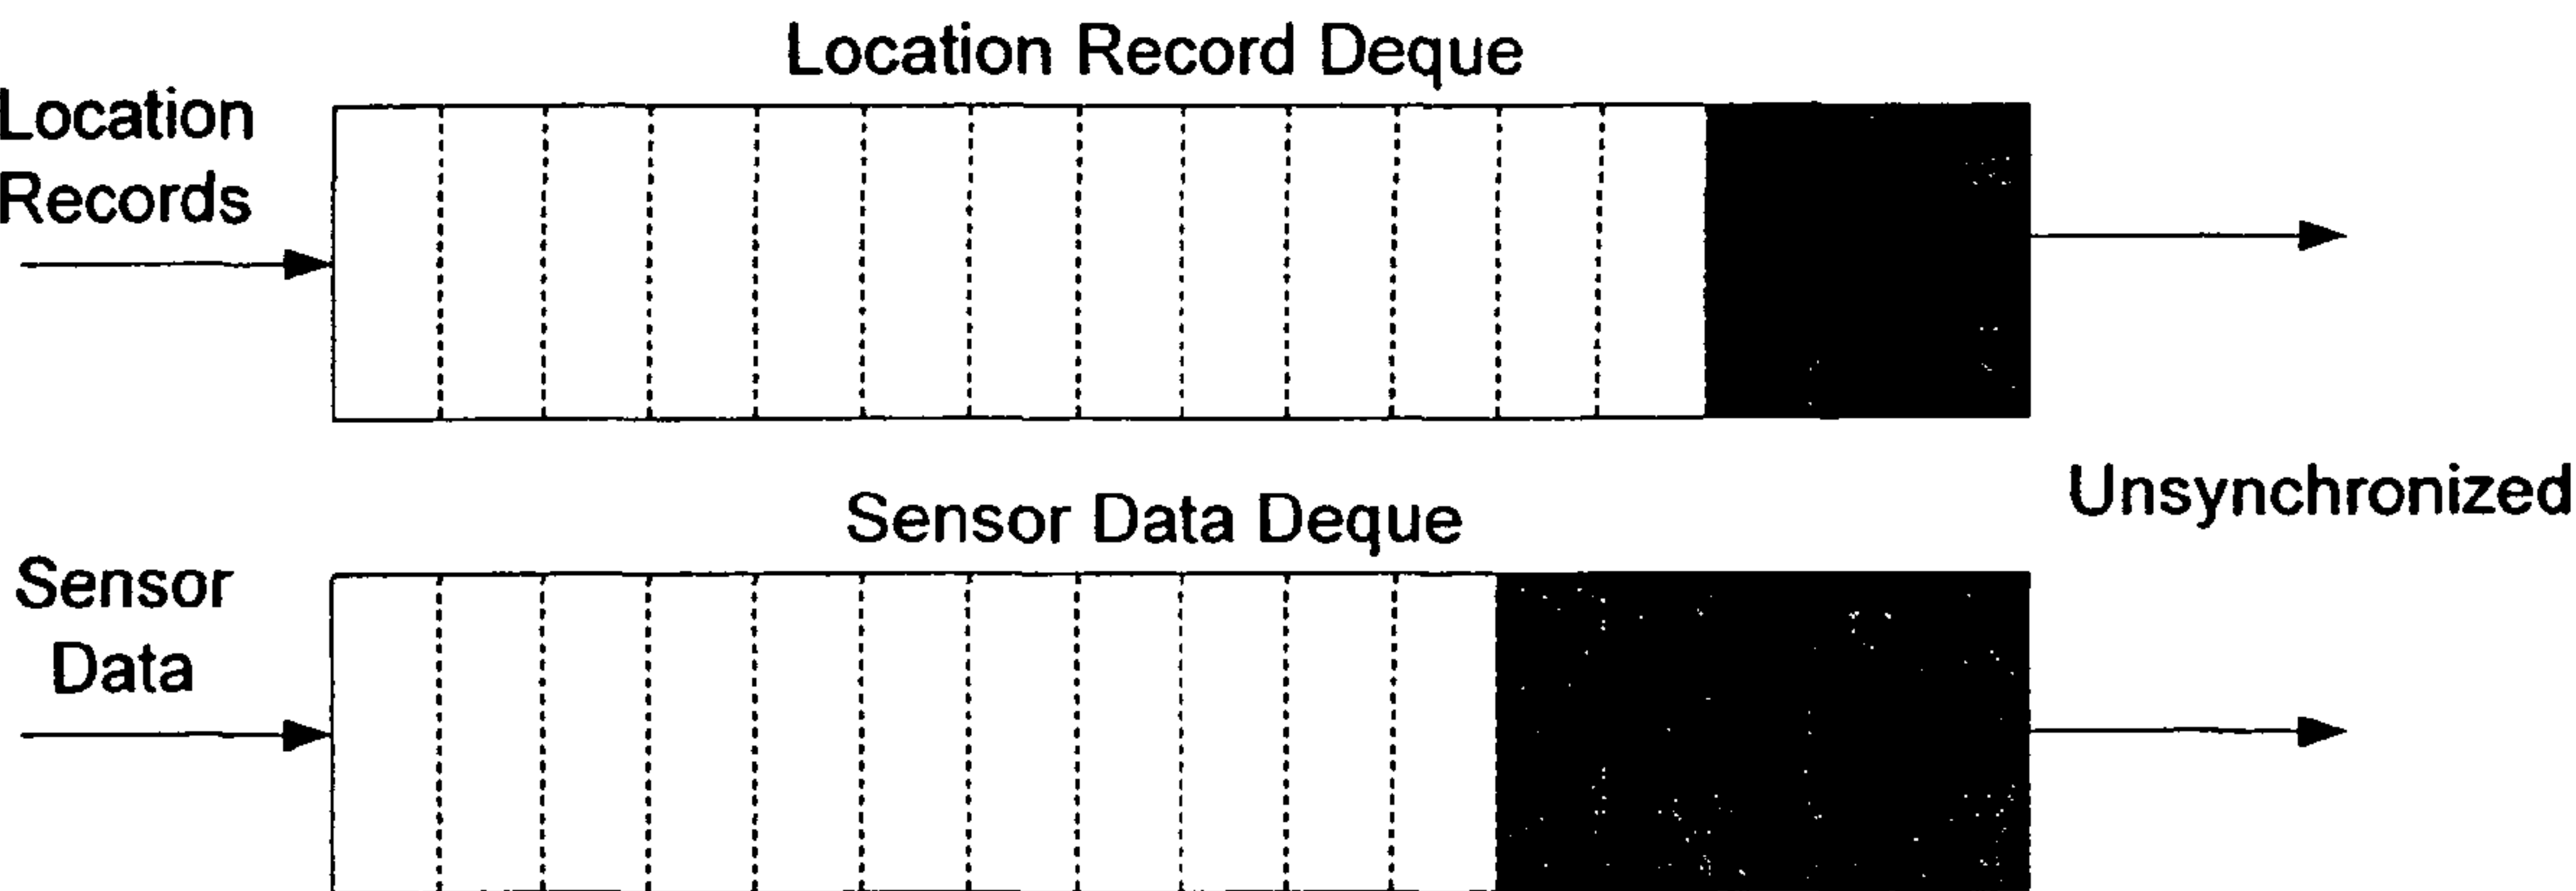 Location Record Deque
Location
Records
Unsynchronized
Sensor Data Deque
Sensor
Data